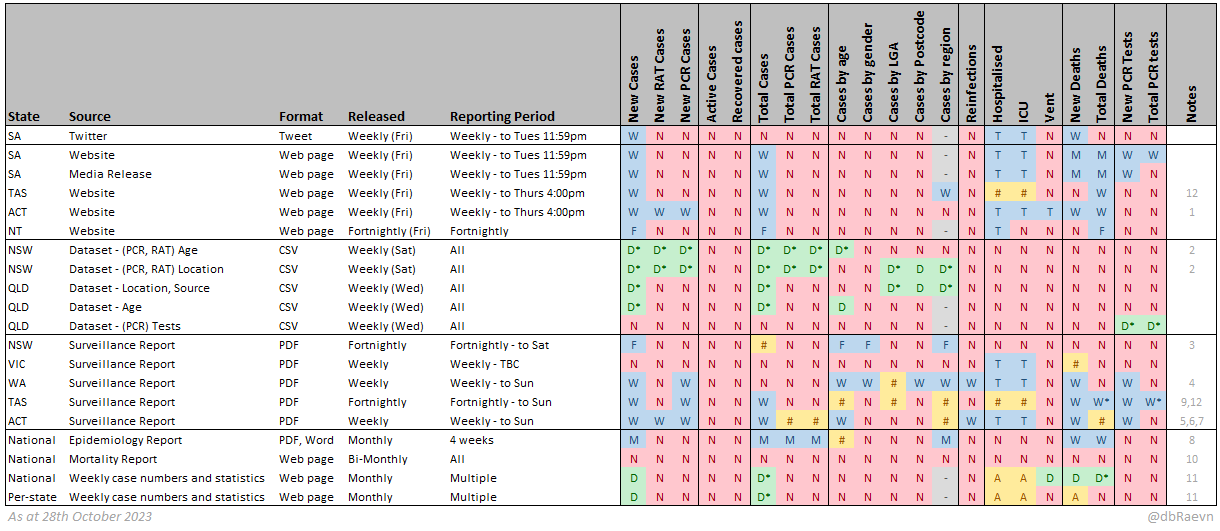 State Source Format Released Reporting Period New Cases New RAT Cases New PCR Cases Active Cases Recovered cases Total Cases Total PCR Cases Total RAT Cases Cases by age Cases by gender Cases by LGA Cases by Postcode Cases by region Reinfections Hospitalised ICU Vent New Deaths Total Deaths New PCR Tests Total PCR tests Notes
SA Twitter Tweet Weekly (Fri) Weekly - to Tues 11:59pm W N N N N N N N N N N N - N T T N W N N N
SA Website Web page Weekly (Fri) Weekly - to Tues 11:59pm W N N N N W N N N N N N - N T T N M M W W
SA Media Release Web page Weekly (Fri) Weekly - to Tues 11:59pm W N N N N W N N N N N N - N T T N M M W N
TAS Website Web page Weekly (Fri) Weekly - to Thurs 4:00pm W N N N N W N N N N N N W N # # N N W N N 12
ACT Website Web page Weekly (Fri) Weekly - to Thurs 4:00pm W W W N N W N N N N N N N N T T T W W N N 1
NT Website Web page Fortnightly (Fri) Fortnightly F N N N N F N N N N N N - N T N N N F N N
NSW Dataset - (PCR, RAT) Age CSV Weekly (Sat) All D* D* D* N N D* D* D* D* N N N N N N N N N N N N 2
NSW Dataset - (PCR, RAT) Location CSV Weekly (Sat) All D* D* D* N N D* D* D* N N D* D D* N N N N N N N N 2
QLD Dataset - Location, Source CSV Weekly (Wed) All D* N N N N D* N N N N D* D D* N N N N N N N N
QLD Dataset - Age CSV Weekly (Wed) All D* N N N N D* N N D N N N - N N N N N N N N
QLD Dataset - (PCR) Tests CSV Weekly (Wed) All N N N N N N N N N N N N - N N N N N N D* D*
NSW Surveillance Report PDF Fortnightly Fortnightly - to Sat F N N N N # N N F F N N F N N N N N N N N 3
VIC Surveillance Report PDF Weekly Weekly - TBC N N N N N N N N N N N N N N T T N # N N N
WA Surveillance Report PDF Weekly Weekly - to Sun W N W N N W N N W W # W W W T T N W N W N 4
TAS Surveillance Report PDF Fortnightly Fortnightly - to Sun W N W N N W N N # N # N # N # # N W W* W W* 9,12
ACT Surveillance Report PDF Weekly Weekly - to Sun W W W N N W # # W N N N # W T T N W # W N 5,6,7
National Epidemiology Report PDF, Word Monthly 4 weeks M N N N N M M M # N N N M N N N N W W N N 8
National Mortality Report Web page Bi-Monthly All N N N N N N N N N N N N N N N N N N N N N 10
National Weekly case numbers and statistics Web page Monthly Multiple D N N N N D* N N N N N N - N A A D D D* N N 11
Per-state Weekly case numbers and statistics Web page Monthly Multiple D N N N N D* N N N N N N - N A A N A N N N 11
As at 28th October 2023 @dbRaevn